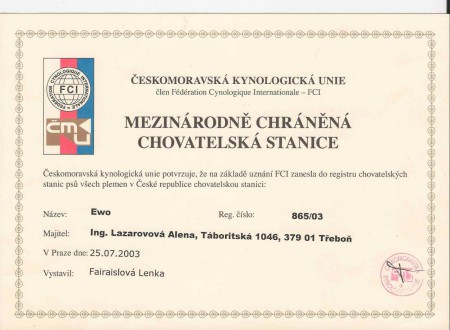 ČESKOMORAVSKÁ KYNOLOGICKÁ UNIE
člen Fédération Cynologique Internationale – FCI
FCI
MEZINÁRODNĚ CHRÁNĚNÁ
CHOVATELSKÁ STANICE
Českomoravská kynologická unie potvrzuje, že na základě uznání FCI zanesla do registru chovatelských
stanic psů všech plemen v České republice chovatelskou stanici:
Název: Ewo Reg. číslo: 865/03
Majitel: Ing. Lazarovová Alena, Táboritská 1046, 379 01 Třeboň
V Praze dne: 25.07.2003
Vystavil: Fairaislová Lenka